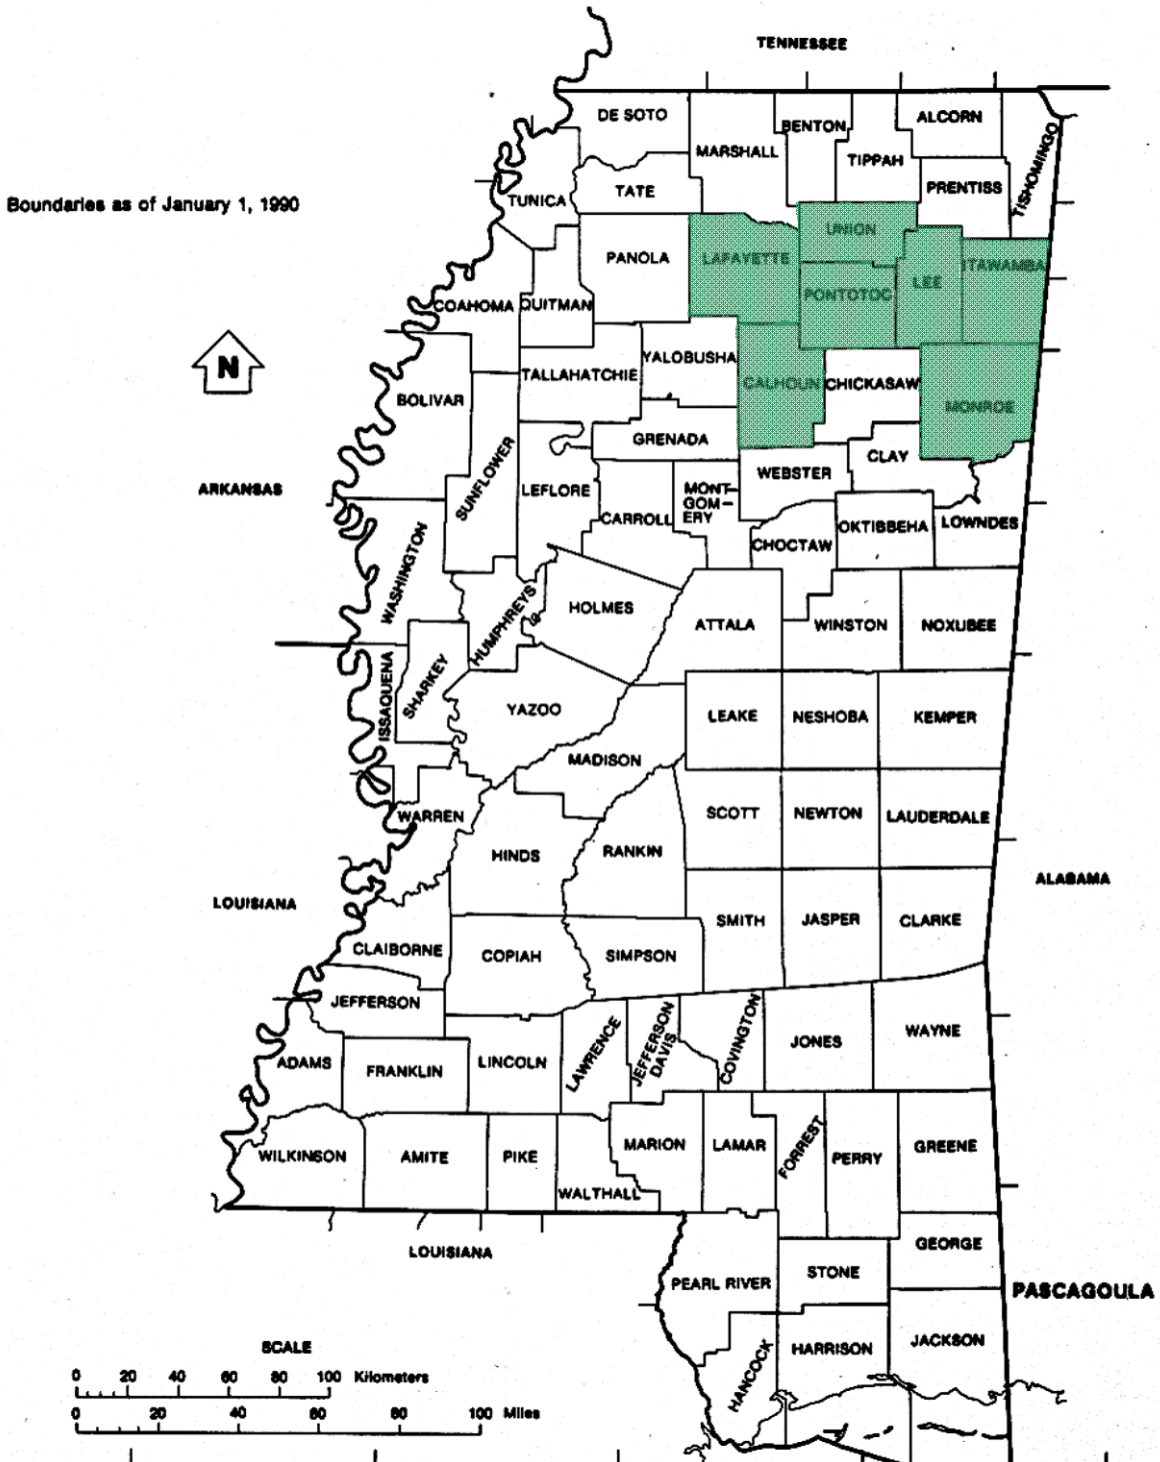 TENNESSEE
DE SOTO
BENTON
ALCORN
MARSHALL
TIPPAH
TISHOMINGO
PRENTISS
TUNICA
TATE
Boundaries as of January 1, 1990
UNION
PANOLA
LAFAYETTE
ITAWAMBA
LEE
PONTOTOC
COAHOMA
QUITMAN
N
YALOBUSHA
TALLAHATCHIE
CALHOUN
CHICKASAW
BOLIVAR
MONROE
GRENADA
CLAY
WEBSTER
SUNFLOWER
ARKANSAS
LEFLORE
MONT-
GOM-
ERY
CARROLL
OKTIBBEHA
LOWNDES
CHOCTAW
WASHINGTON
HUMPHREYS
HOLMES
ATTALA
WINSTON
NOXUBEE
ISSAQUENA
SHARKEY
YAZOO
LEAKE
NESHOBA
KEMPER
MADISON
WARREN
SCOTT
NEWTON
LAUDERDALE
HINDS
RANKIN
ALABAMA
LOUISIANA
SMITH
JASPER
CLARKE
CLAIBORNE
COPIAH
SIMPSON
JEFFERSON
LAWRENCE
JEFFERSON
DAVIS
COVINGTON
JONES
WAYNE
ADAMS
FRANKLIN
LINCOLN
WILKINSON
AMITE
PIKE
MARION
LAMAR
FORREST
PERRY
GREENE
WALTHALL
LOUISIANA
GEORGE
PEARL RIVER
STONE
PASCAGOULA
SCALE
HANCOCK
HARRISON
JACKSON
0 20 40 60 80 100 Kilometers
0 20 40 60 80 100 Miles